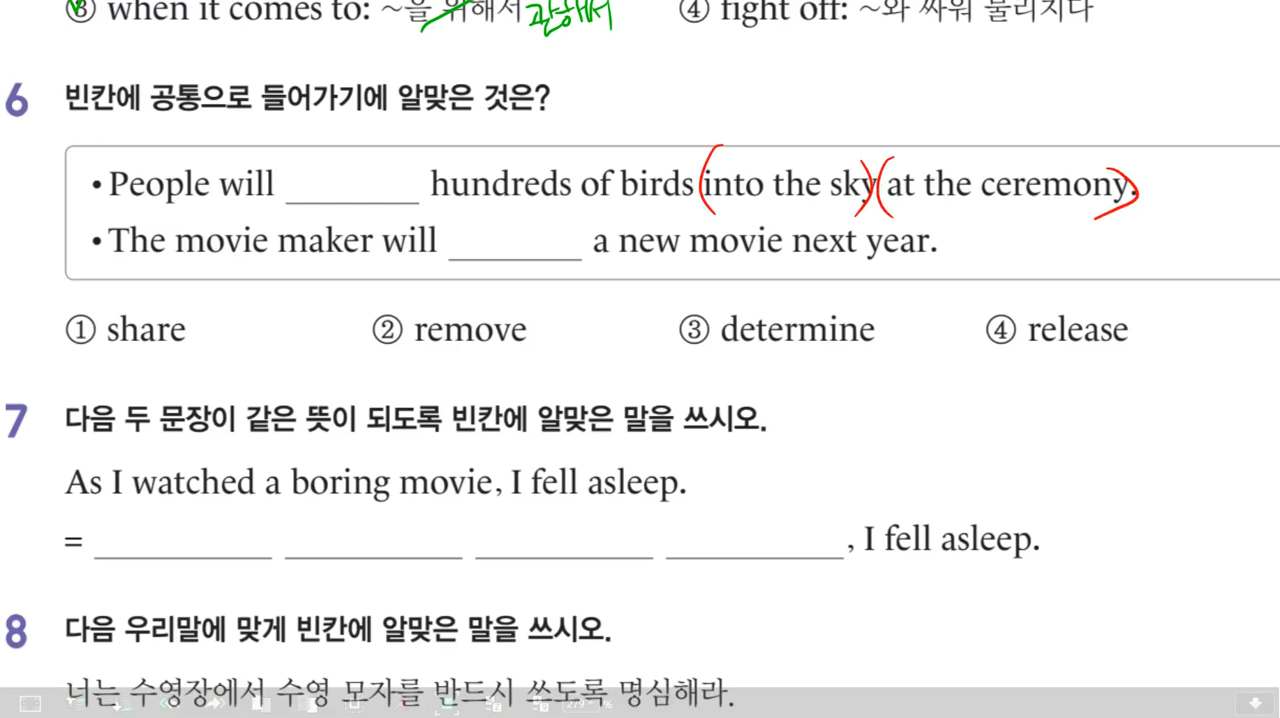 ③ when it comes to: ~을 위해서 관해서 ④ fight off: ~와 싸워 물리치다
6 빈칸에 공통으로 들어가기에 알맞은 것은?
• People will ________ hundreds of birds (into the sky) (at the ceremony.)
• The movie maker will ________ a new movie next year.
① share ② remove ③ determine ④ release
7 다음 두 문장이 같은 뜻이 되도록 빈칸에 알맞은 말을 쓰시오.
As I watched a boring movie, I fell asleep.
= ________ ________ ________ ________, I fell asleep.
8 다음 우리말에 맞게 빈칸에 알맞은 말을 쓰시오.
너는 수영장에서 수영 모자를 반드시 쓰도록 명심해라.